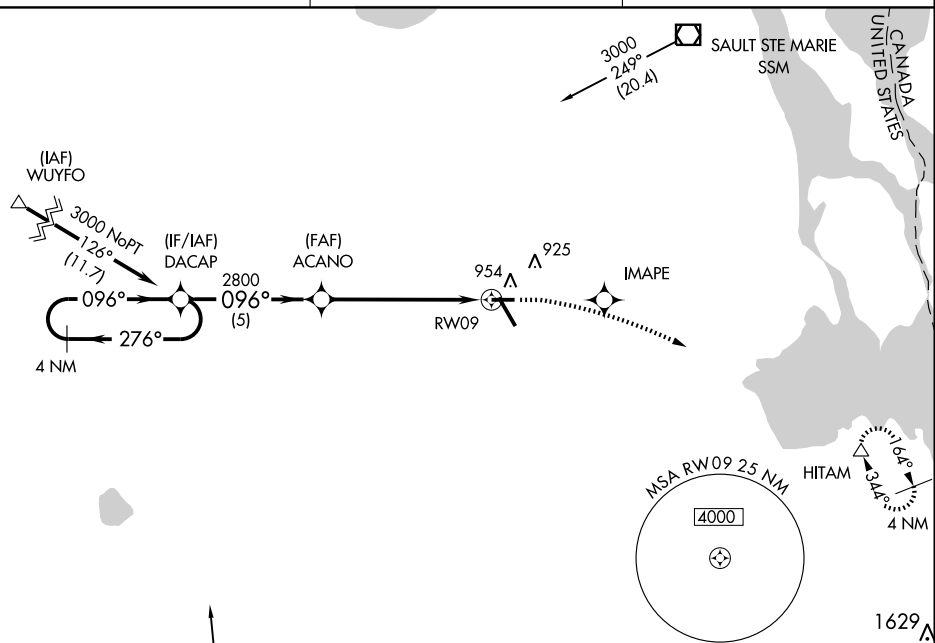 3000
249°
(20.4)
SAULT STE MARIE
SSM
CANADA
UNITED STATES
(IAF)
WUYFO
3000 NoPT
126°
(11.7)
(IF/IAF)
DACAP
(FAF)
ACANO
096°
2800
096°
(5)
276°
4 NM
954
925
IMAPE
RW09
HITAM
164°
344°
4 NM
MSA RW09 25 NM
4000
1629